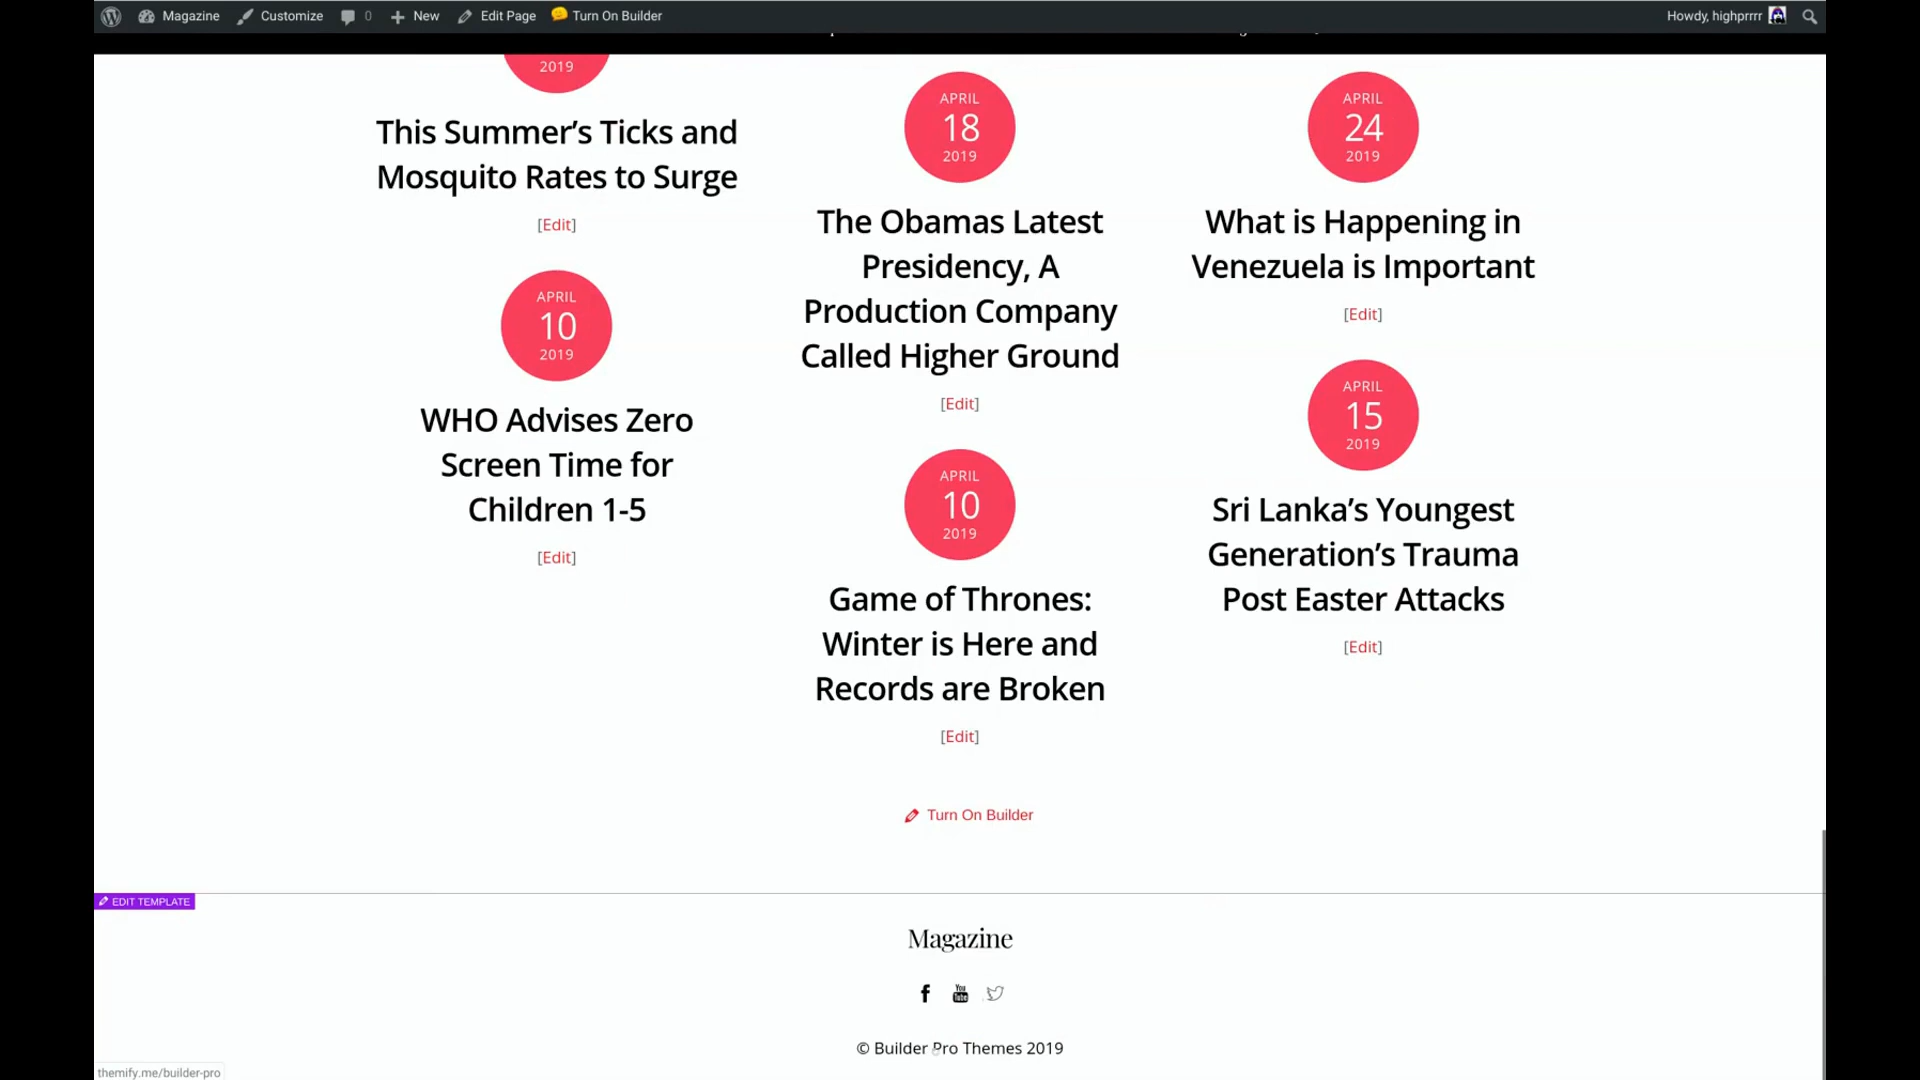 Magazine Customize 0 New Edit Page Turn On Builder Howdy, highprrrr
2019
This Summer’s Ticks and
Mosquito Rates to Surge
[Edit]
APRIL
10
2019
WHO Advises Zero
Screen Time for
Children 1-5
[Edit]
APRIL
18
2019
The Obamas Latest
Presidency, A
Production Company
Called Higher Ground
[Edit]
APRIL
10
2019
Game of Thrones:
Winter is Here and
Records are Broken
[Edit]
APRIL
24
2019
What is Happening in
Venezuela is Important
[Edit]
APRIL
15
2019
Sri Lanka’s Youngest
Generation’s Trauma
Post Easter Attacks
[Edit]
Turn On Builder
EDIT TEMPLATE
Magazine
You
Tube
© Builder Pro Themes 2019
themify.me/builder-pro